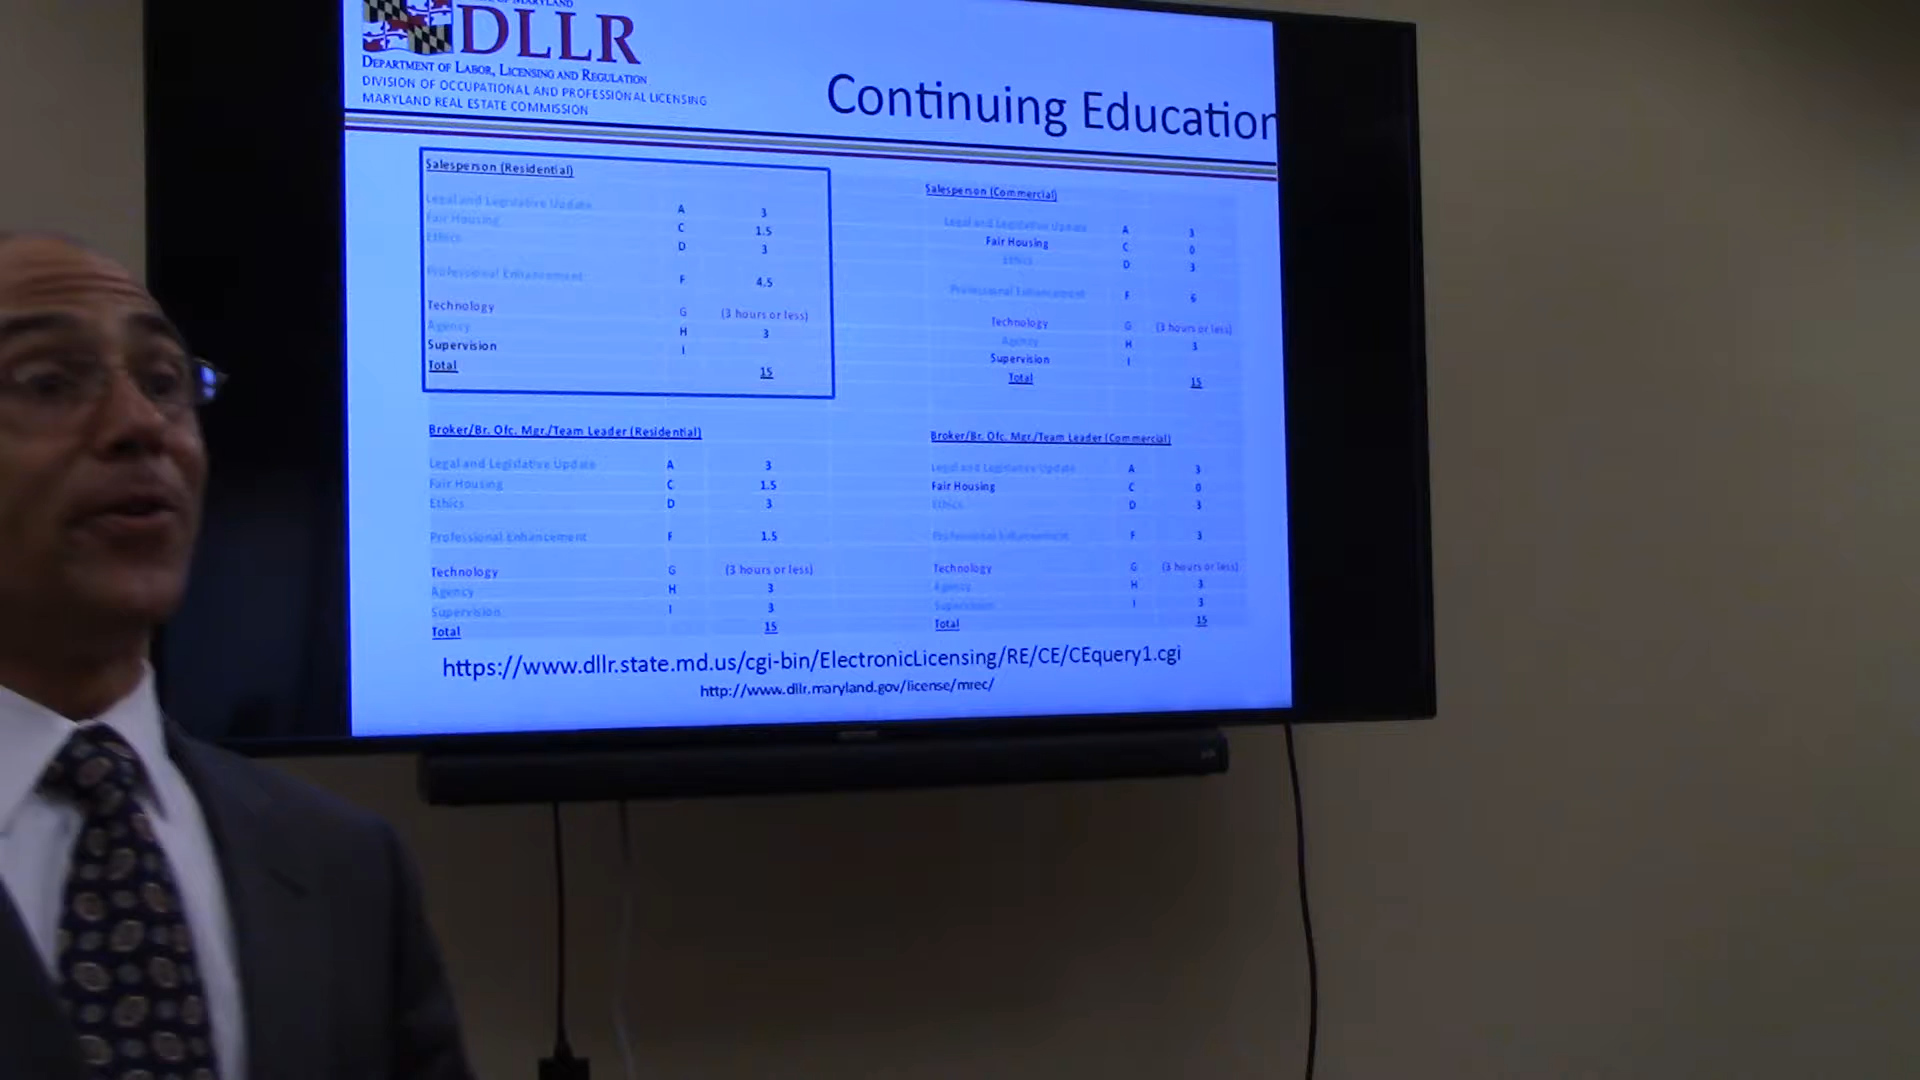 DLLR
DEPARTMENT OF LABOR, LICENSING AND REGULATION
DIVISION OF OCCUPATIONAL AND PROFESSIONAL LICENSING
MARYLAND REAL ESTATE COMMISSION
Continuing Education
Salesperson (Residential)
Legal and Legislative Update A 3
Fair Housing C 1.5
Ethics D 3
Professional Enhancement F 4.5
Technology G (3 hours or less)
Agency H 3
Supervision I
Total 15
Salesperson (Commercial)
Legal and Legislative Update A 3
Fair Housing C 0
Ethics D 3
Professional Enhancement F 6
Technology G (3 hours or less)
Agency H 3
Supervision I
Total 15
Broker/Br. Ofc. Mgr./Team Leader (Residential)
Legal and Legislative Update A 3
Fair Housing C 1.5
Ethics D 3
Professional Enhancement F 1.5
Technology G (3 hours or less)
Agency H 3
Supervision I 3
Total 15
Broker/Br. Ofc. Mgr./Team Leader (Commercial)
Legal and Legislative Update A 3
Fair Housing C 0
Ethics D 3
Professional Enhancement F 3
Technology G (3 hours or less)
Agency H 3
Supervision I 3
Total 15
https://www.dllr.state.md.us/cgi-bin/ElectronicLicensing/RE/CE/CEquery1.cgi
http://www.dllr.maryland.gov/license/mrec/